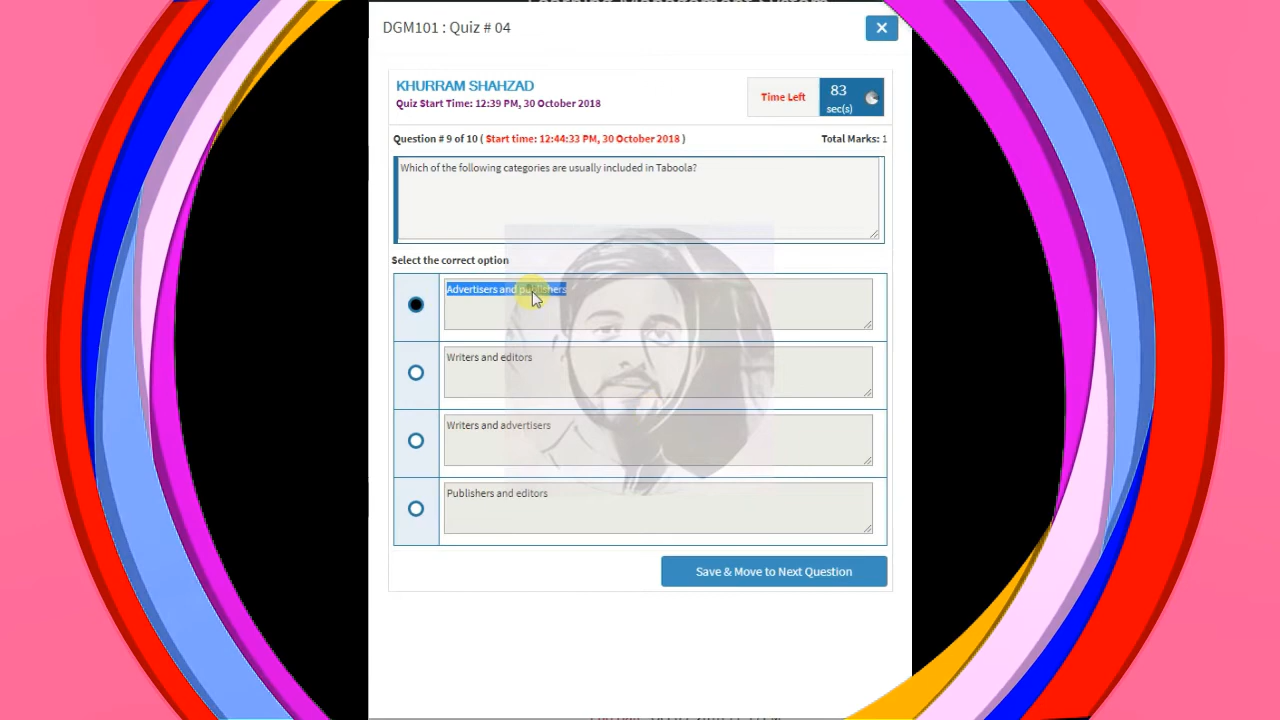 DGM101 : Quiz # 04
KHURRAM SHAHZAD
Quiz Start Time: 12:39 PM, 30 October 2018
Time Left
83
sec(s)
Question # 9 of 10 ( Start time: 12:44:33 PM, 30 October 2018 )
Total Marks: 1
Which of the following categories are usually included in Taboola?
Select the correct option
Advertisers and publishers
Writers and editors
Writers and advertisers
Publishers and editors
Save & Move to Next Question